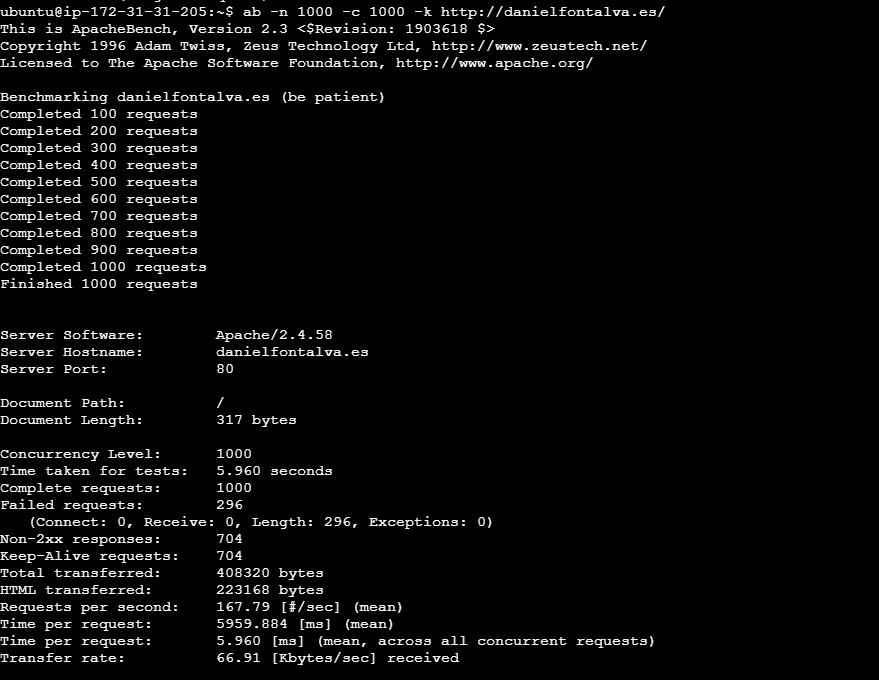 ubuntu@ip-172-31-31-205:~$ ab -n 1000 -c 1000 -k http://danielfontalva.es/
This is ApacheBench, Version 2.3 <$Revision: 1903618 $>
Copyright 1996 Adam Twiss, Zeus Technology Ltd, http://www.zeustech.net/
Licensed to The Apache Software Foundation, http://www.apache.org/

Benchmarking danielfontalva.es (be patient)
Completed 100 requests
Completed 200 requests
Completed 300 requests
Completed 400 requests
Completed 500 requests
Completed 600 requests
Completed 700 requests
Completed 800 requests
Completed 900 requests
Completed 1000 requests
Finished 1000 requests

Server Software:        Apache/2.4.58
Server Hostname:        danielfontalva.es
Server Port:            80

Document Path:          /
Document Length:        317 bytes

Concurrency Level:      1000
Time taken for tests:   5.960 seconds
Complete requests:      1000
Failed requests:        296
   (Connect: 0, Receive: 0, Length: 296, Exceptions: 0)
Non-2xx responses:      704
Keep-Alive requests:    704
Total transferred:      408320 bytes
HTML transferred:       223168 bytes
Requests per second:    167.79 [#/sec] (mean)
Time per request:       5959.884 [ms] (mean)
Time per request:       5.960 [ms] (mean, across all concurrent requests)
Transfer rate:          66.91 [Kbytes/sec] received